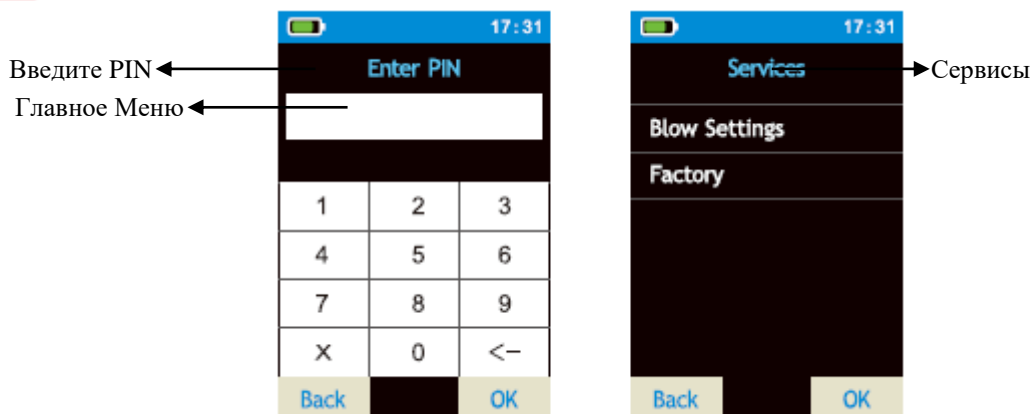 17:31
Введите PIN
Enter PIN
Главное Меню
1 2 3
4 5 6
7 8 9
X 0 <-
Back OK
17:31
Services
Сервисы
Blow Settings
Factory
Back OK